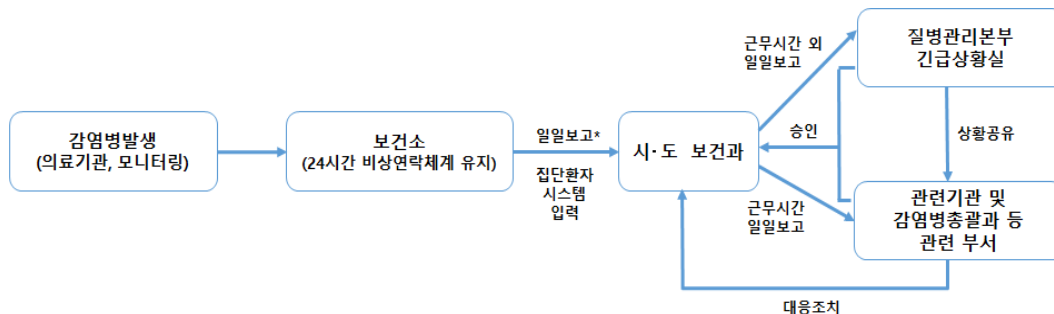 감염병발생
(의료기관, 모니터링)
보건소
(24시간 비상연락체계 유지)
일일보고*
집단환자
시스템
입력
시·도 보건과
근무시간 외
일일보고
승인
근무시간
일일보고
질병관리본부
긴급상황실
상황공유
관련기관 및
감염병총괄과 등
관련 부서
대응조치